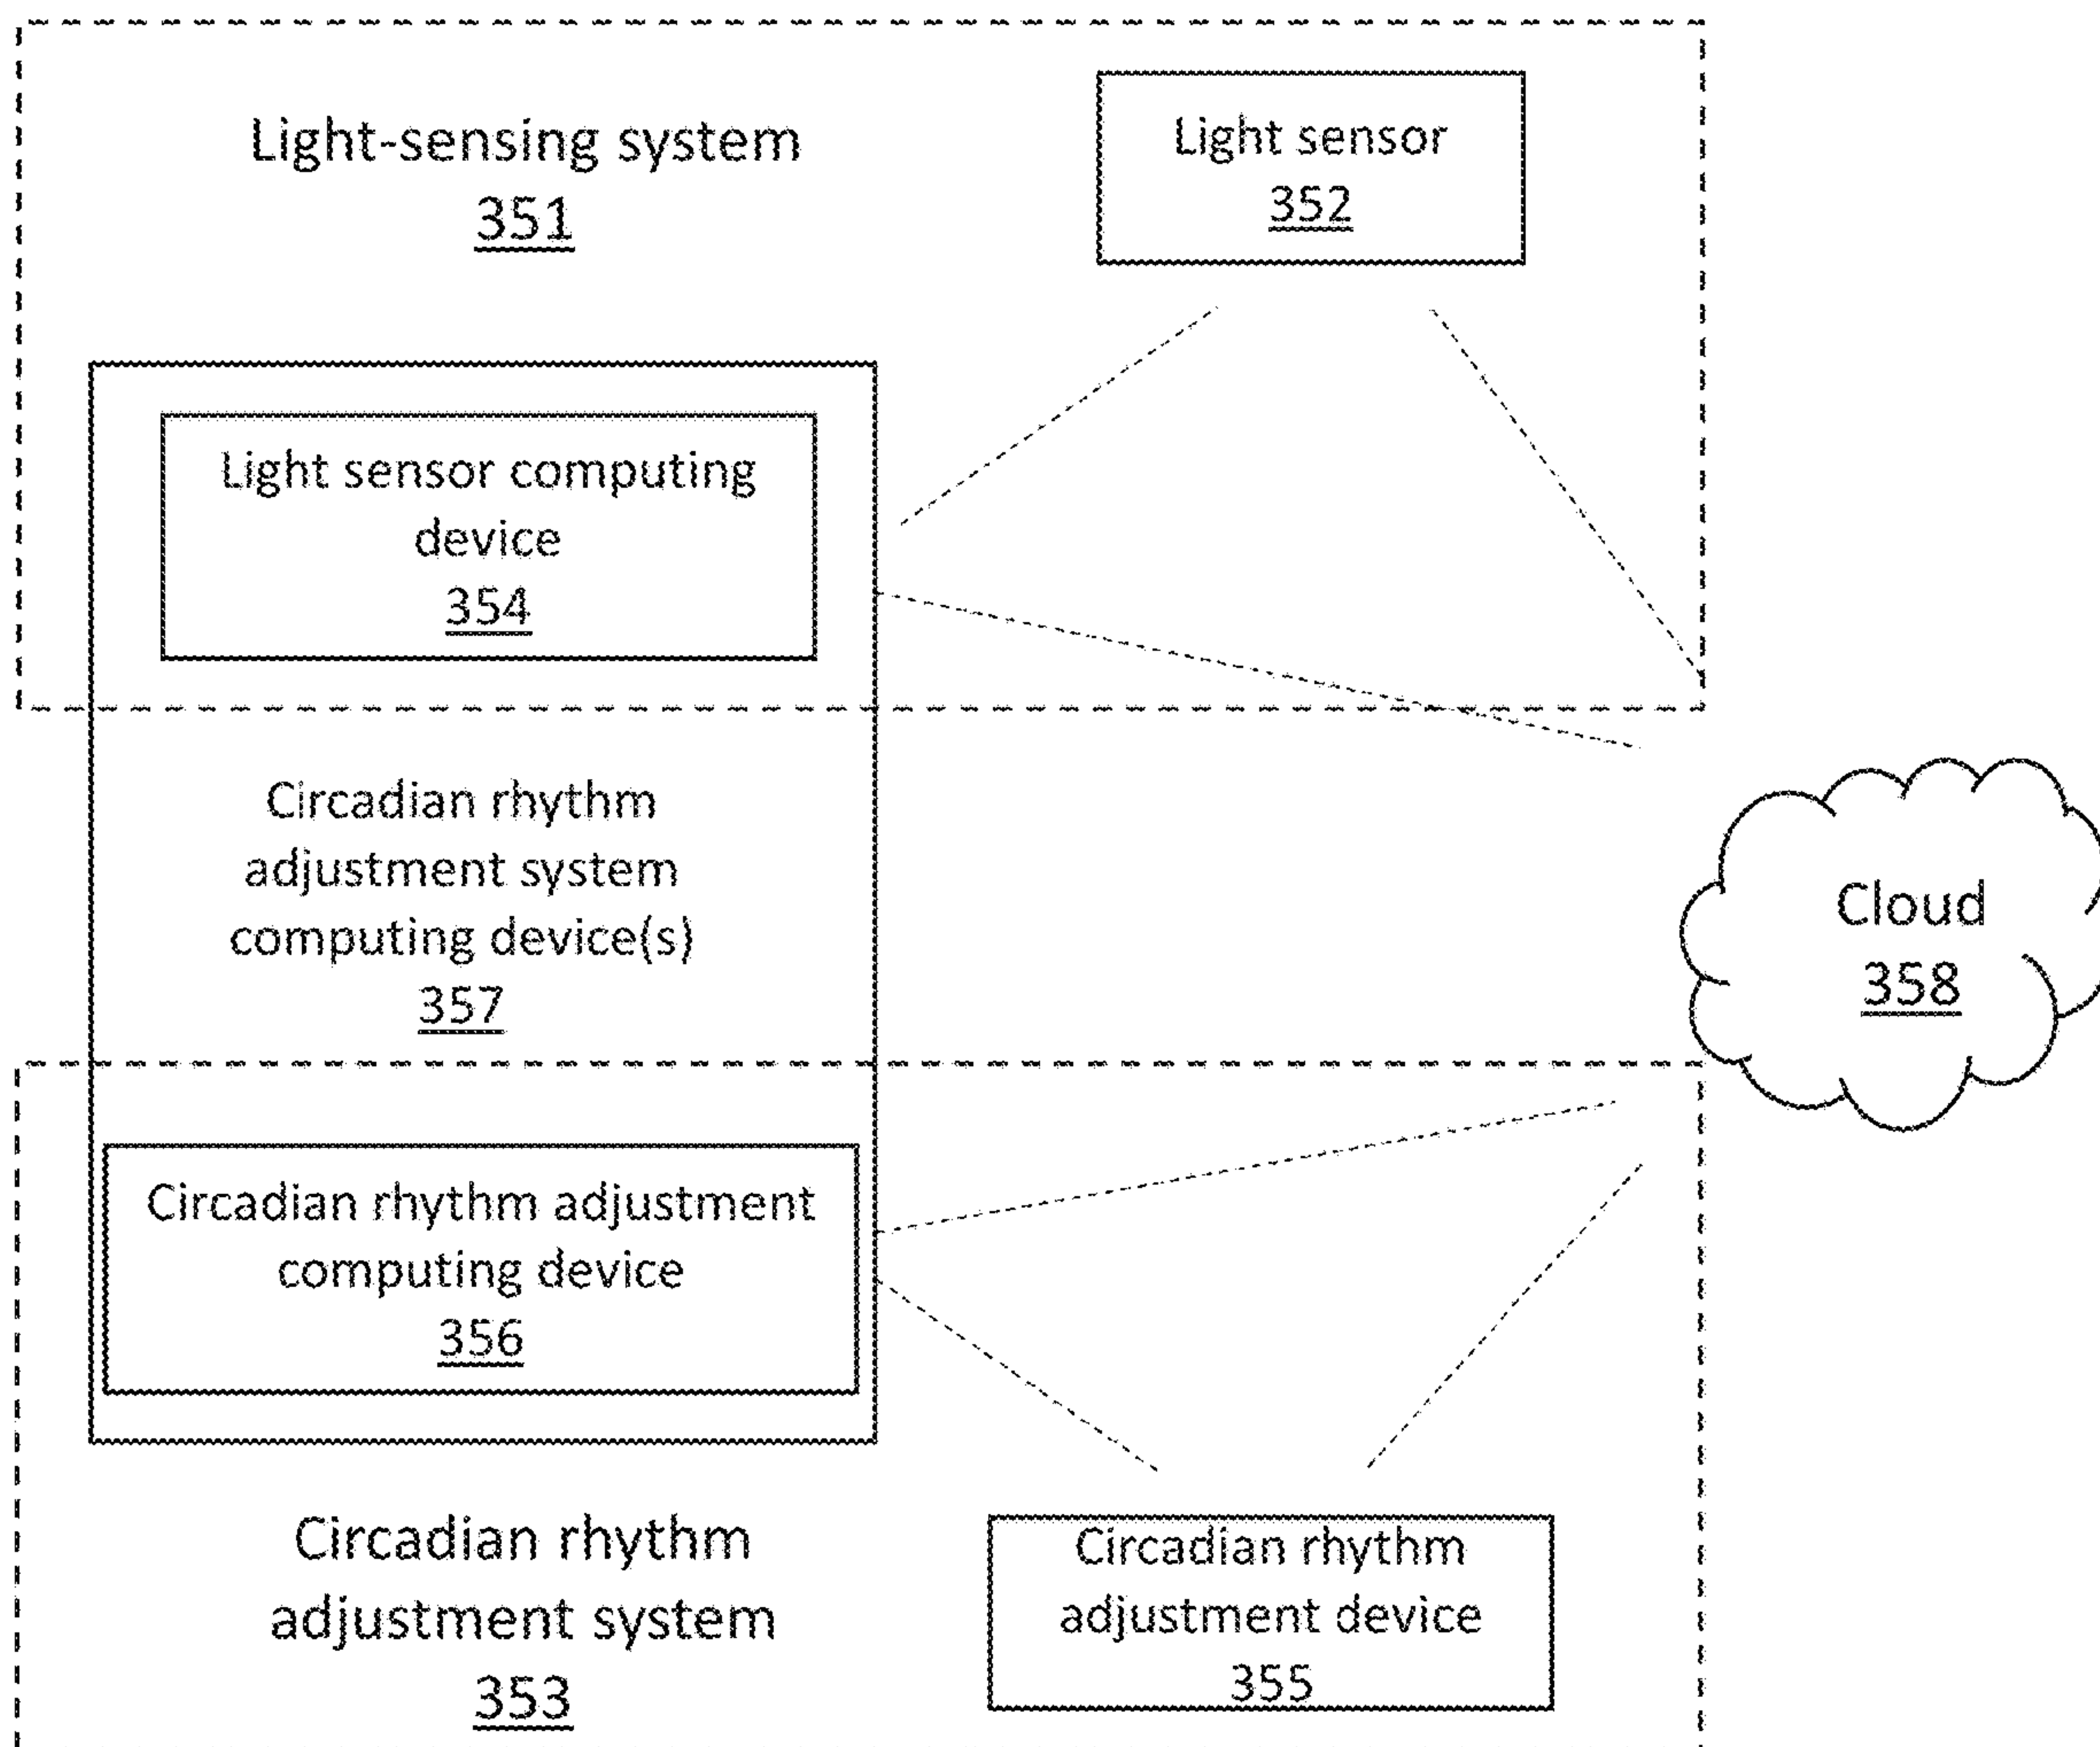 Light-sensing system
351
Light sensor
352
Light sensor computing
device
354
Circadian rhythm
adjustment system
computing device(s)
357
Cloud
358
Circadian rhythm adjustment
computing device
356
Circadian rhythm
adjustment system
353
Circadian rhythm
adjustment device
355